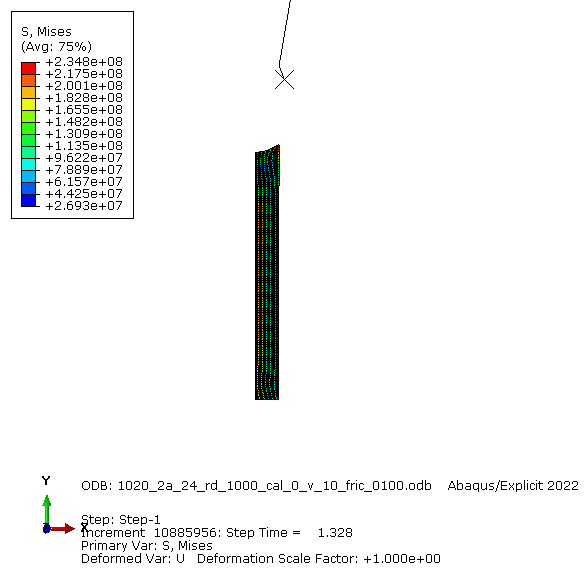 S, Mises
(Avg: 75%)
+2.348e+08
+2.175e+08
+2.001e+08
+1.828e+08
+1.655e+08
+1.482e+08
+1.309e+08
+1.135e+08
+9.622e+07
+7.889e+07
+6.157e+07
+4.425e+07
+2.693e+07
Y
ODB: 1020_2a_24_rd_1000_cal_0_v_10_fric_0100.odb Abaqus/Explicit 2022
Step: Step-1
X
Increment 10885956: Step Time = 1.328
Primary Var: S, Mises
Deformed Var: U Deformation Scale Factor: +1.000e+00